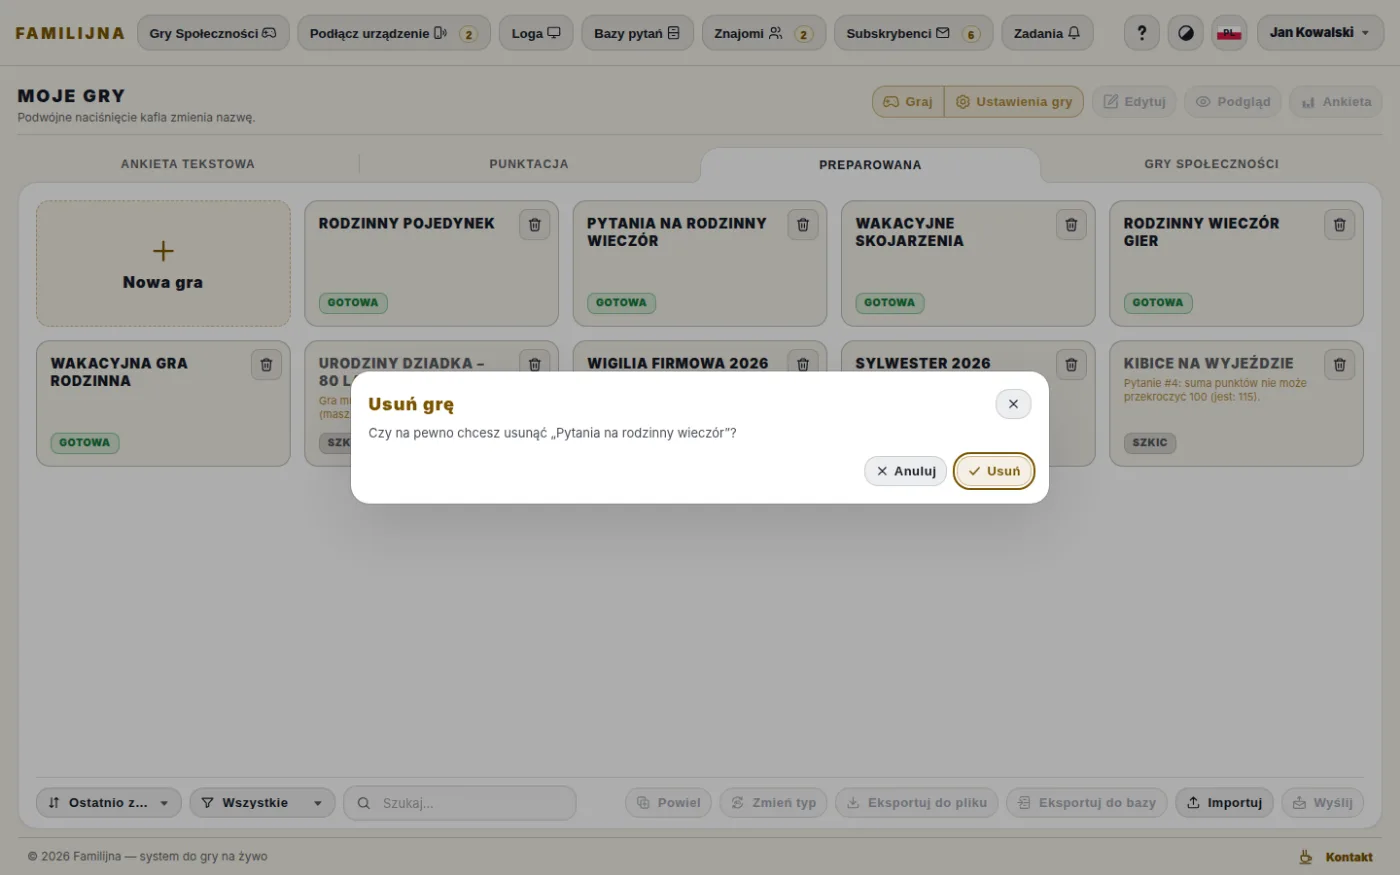 FAMILIJNA
Gry Społeczności
Podłącz urządzenie 2
Loga
Bazy pytań
Znajomi 2
Subskrybenci 6
Zadania
?
PL
Jan Kowalski
MOJE GRY
Podwójne naciśnięcie kafla zmienia nazwę.
Graj
Ustawienia gry
Edytuj
Podgląd
Ankieta
ANKIETA TEKSTOWA
PUNKTACJA
PREPAROWANA
GRY SPOŁECZNOŚCI
Nowa gra
RODZINNY POJEDYNEK
GOTOWA
PYTANIA NA RODZINNY
WIECZÓR
GOTOWA
WAKACYJNE
SKOJARZENIA
GOTOWA
RODZINNY WIECZÓR
GIER
GOTOWA
WAKACYJNA GRA
RODZINNA
GOTOWA
URODZINY DZIADKA –
80 L
Gra
(masz
SZK
WIGILIA FIRMOWA 2026
SYLWESTER 2026
KIBICE NA WYJEŹDZIE
Pytanie #4: suma punktów nie może
przekroczyć 100 (jest: 115).
SZKIC
Usuń grę
Czy na pewno chcesz usunąć „Pytania na rodzinny wieczór”?
Anuluj
Usuń
Ostatnio z...
Wszystkie
Szukaj...
Powiel
Zmień typ
Eksportuj do pliku
Eksportuj do bazy
Importuj
Wyślij
© 2026 Familijna — system do gry na żywo
Kontakt